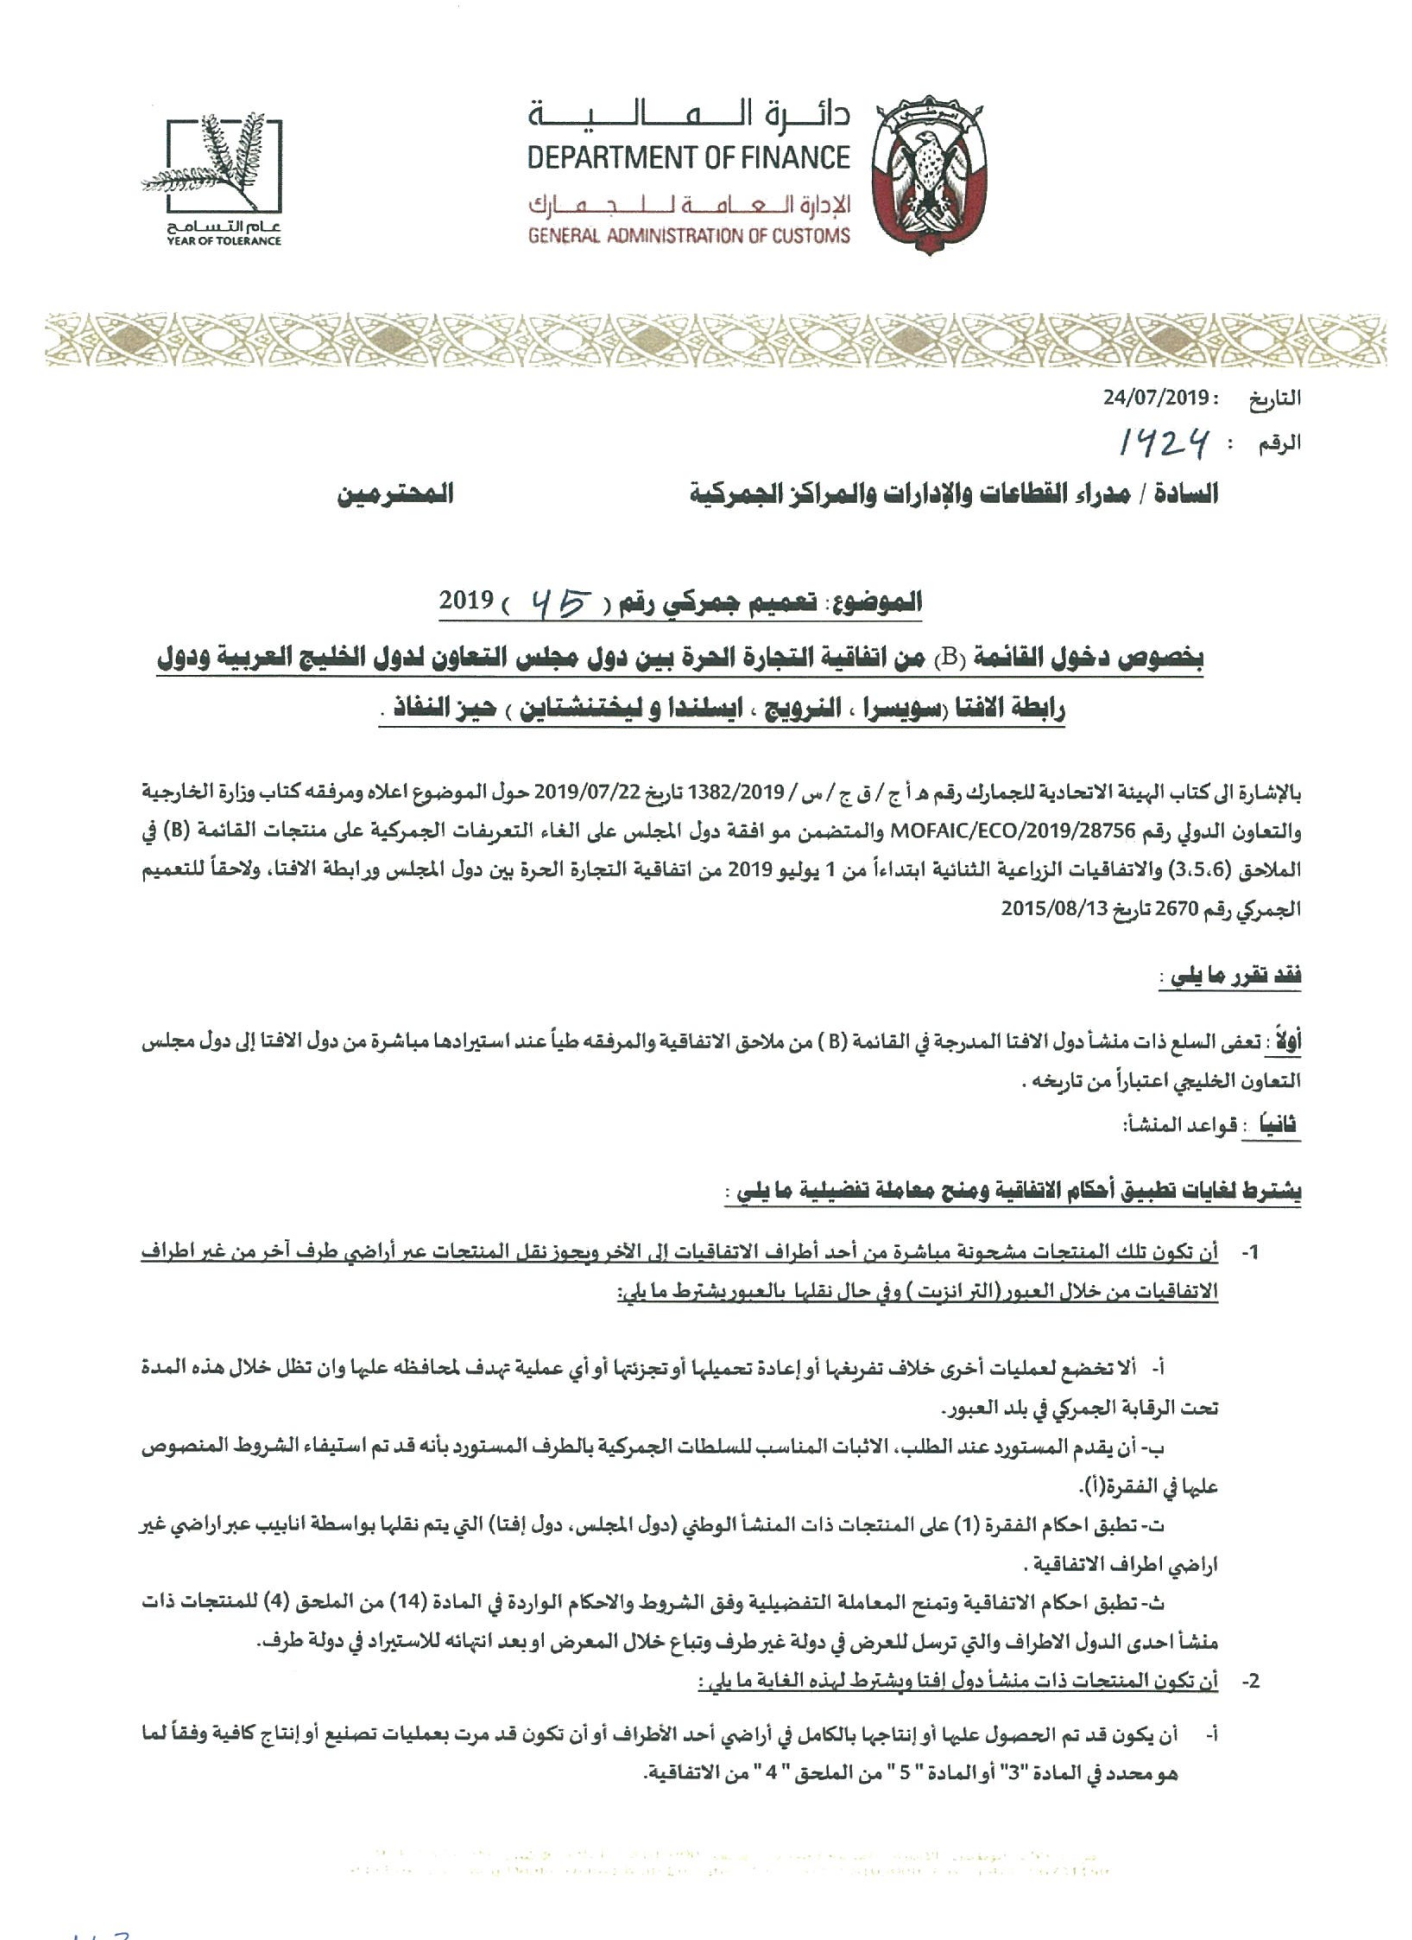 دائرة المالية
DEPARTMENT OF FINANCE
الإدارة العامة للجمارك
GENERAL ADMINISTRATION OF CUSTOMS
عام التسامح
YEAR OF TOLERANCE
التاريخ : 24/07/2019
الرقم : 1424
السادة / مدراء القطاعات والإدارات والمراكز الجمركية المحترمين
الموضوع: تعميم جمركي رقم ( 45 ) 2019
بخصوص دخول القائمة (B) من اتفاقية التجارة الحرة بين دول مجلس التعاون لدول الخليج العربية ودول
رابطة الافتا (سويسرا ، النرويج ، ايسلندا و ليختنشتاين ) حيز النفاذ .
بالإشارة الى كتاب الهيئة الاتحادية للجمارك رقم ه أ ج / ق ج / س / 1382/2019 تاريخ 2019/07/22 حول الموضوع اعلاه ومرفقه كتاب وزارة الخارجية
والتعاون الدولي رقم MOFAIC/ECO/2019/28756 والمتضمن موافقة دول المجلس على الغاء التعريفات الجمركية على منتجات القائمة (B) في
الملاحق (3،5،6) والاتفاقيات الزراعية الثنائية ابتداءاً من 1 يوليو 2019 من اتفاقية التجارة الحرة بين دول المجلس ورابطة الافتا، ولاحقاً للتعميم
الجمركي رقم 2670 تاريخ 2015/08/13
فقد تقرر ما يلي :
أولاً : تعفى السلع ذات منشأ دول الافتا المدرجة في القائمة (B ) من ملاحق الاتفاقية والمرفقه طياً عند استيرادها مباشرة من دول الافتا إلى دول مجلس
التعاون الخليجي اعتباراً من تاريخه .
ثانياً : قواعد المنشأ:
يشترط لغايات تطبيق أحكام الاتفاقية ومنح معاملة تفضيلية ما يلي :
1- أن تكون تلك المنتجات مشحونة مباشرة من أحد أطراف الاتفاقيات إلى الآخر ويجوز نقل المنتجات عبر أراضي طرف آخر من غير اطراف
الاتفاقيات من خلال العبور (الترانزيت ) وفي حال نقلها بالعبور يشترط ما يلي:
أ- ألا تخضع لعمليات أخرى خلاف تفريغها أو إعادة تحميلها أو تجزئتها أو أي عملية تهدف لمحافظه عليها وان تظل خلال هذه المدة
تحت الرقابة الجمركي في بلد العبور.
ب- أن يقدم المستورد عند الطلب، الاثبات المناسب للسلطات الجمركية بالطرف المستورد بأنه قد تم استيفاء الشروط المنصوص
عليها في الفقرة(أ).
ت- تطبق احكام الفقرة (1) على المنتجات ذات المنشأ الوطني (دول المجلس، دول إفتا) التي يتم نقلها بواسطة انابيب عبر اراضي غير
اراضي اطراف الاتفاقية .
ث- تطبق احكام الاتفاقية وتمنح المعاملة التفضيلية وفق الشروط والاحكام الواردة في المادة (14) من الملحق (4) للمنتجات ذات
منشأ احدى الدول الاطراف والتي ترسل للعرض في دولة غير طرف وتباع خلال المعرض او بعد انتهائه للاستيراد في دولة طرف.
2- أن تكون المنتجات ذات منشأ دول إفتا ويشترط لهذه الغاية ما يلي :
أ- أن يكون قد تم الحصول عليها أو إنتاجها بالكامل في أراضي أحد الأطراف أو أن تكون قد مرت بعمليات تصنيع أو إنتاج كافية وفقاً لما
هو محدد في المادة "3" أو المادة " 5 " من الملحق " 4 " من الاتفاقية.